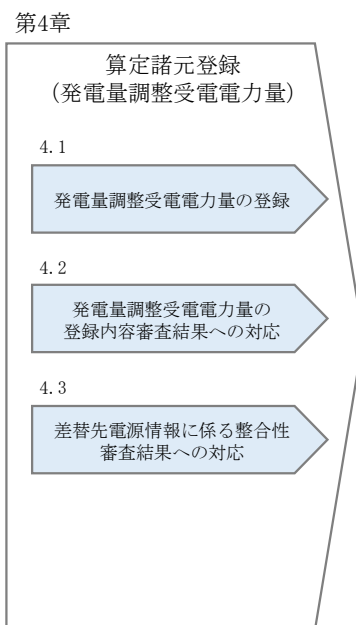 第4章
算定諸元登録
（発電量調整受電電力量）
4.1
発電量調整受電電力量の登録
4.2
発電量調整受電電力量の
登録内容審査結果への対応
4.3
差替先電源情報に係る整合性
審査結果への対応